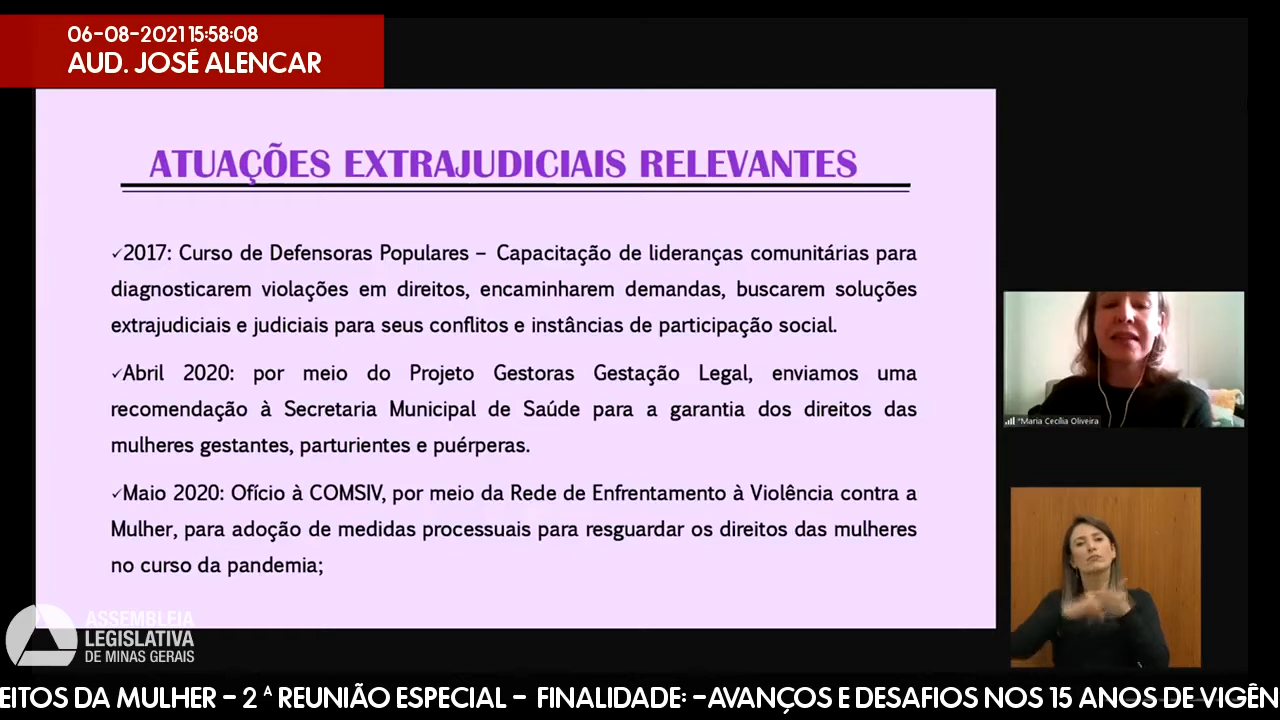 06-08-2021 15:58:08
AUD. JOSÉ ALENCAR
ATUAÇÕES EXTRAJUDICIAIS RELEVANTES
✓2017: Curso de Defensoras Populares – Capacitação de lideranças comunitárias para
diagnosticarem violações em direitos, encaminharem demandas, buscarem soluções
extrajudiciais e judiciais para seus conflitos e instâncias de participação social.
✓Abril 2020: por meio do Projeto Gestoras Gestação Legal, enviamos uma
recomendação à Secretaria Municipal de Saúde para a garantia dos direitos das
mulheres gestantes, parturientes e puérperas.
✓Maio 2020: Ofício à COMSIV, por meio da Rede de Enfrentamento à Violência contra a
Mulher, para adoção de medidas processuais para resguardar os direitos das mulheres
no curso da pandemia;
*Maria Cecília Oliveira
ASSEMBLEIA
LEGISLATIVA
DE MINAS GERAIS
EITOS DA MULHER - 2ª REUNIÃO ESPECIAL - FINALIDADE: -AVANÇOS E DESAFIOS NOS 15 ANOS DE VIGÊN